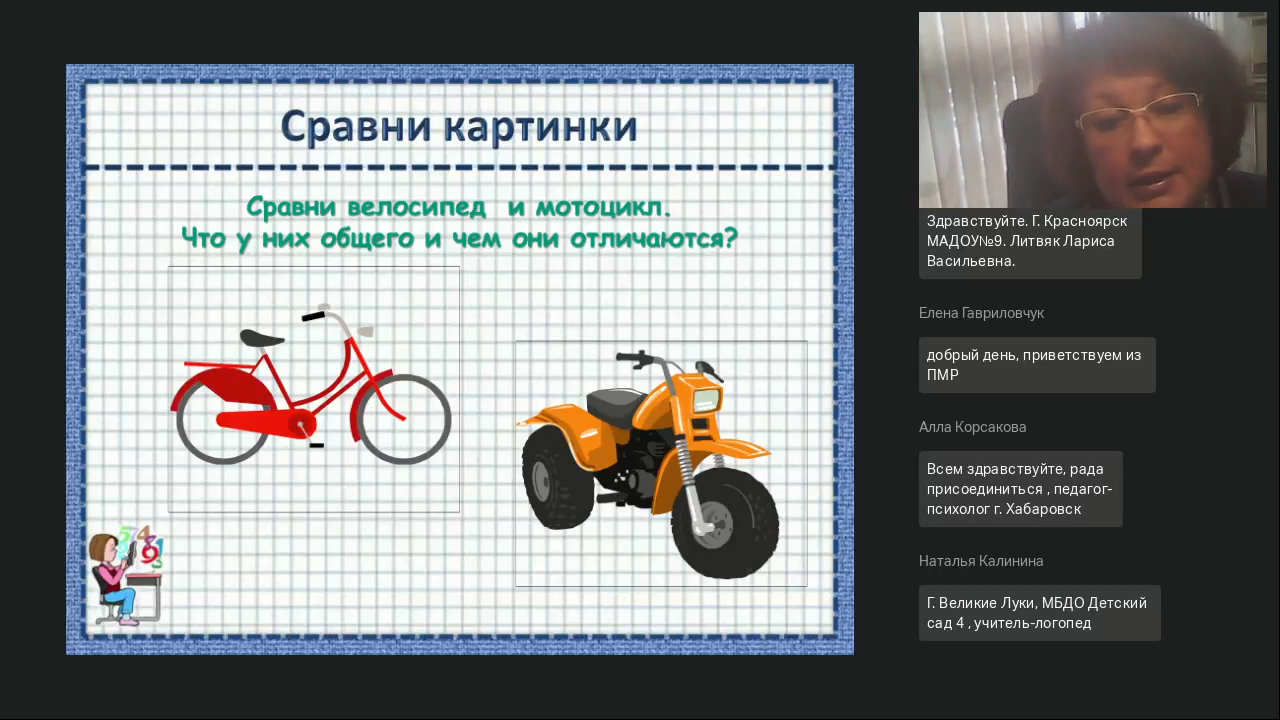 Сравни картинки
Сравни велосипед и мотоцикл.
Что у них общего и чем они отличаются?
Здравствуйте. Г. Красноярск
МАДОУ№9. Литвяк Лариса
Васильевна.
Елена Гавриловчук
добрый день, приветствуем из
ПМР
Алла Корсакова
Всем здравствуйте, рада
присоединиться , педагог-
психолог г. Хабаровск
Наталья Калинина
Г. Великие Луки, МБДО Детский
сад 4 , учитель-логопед